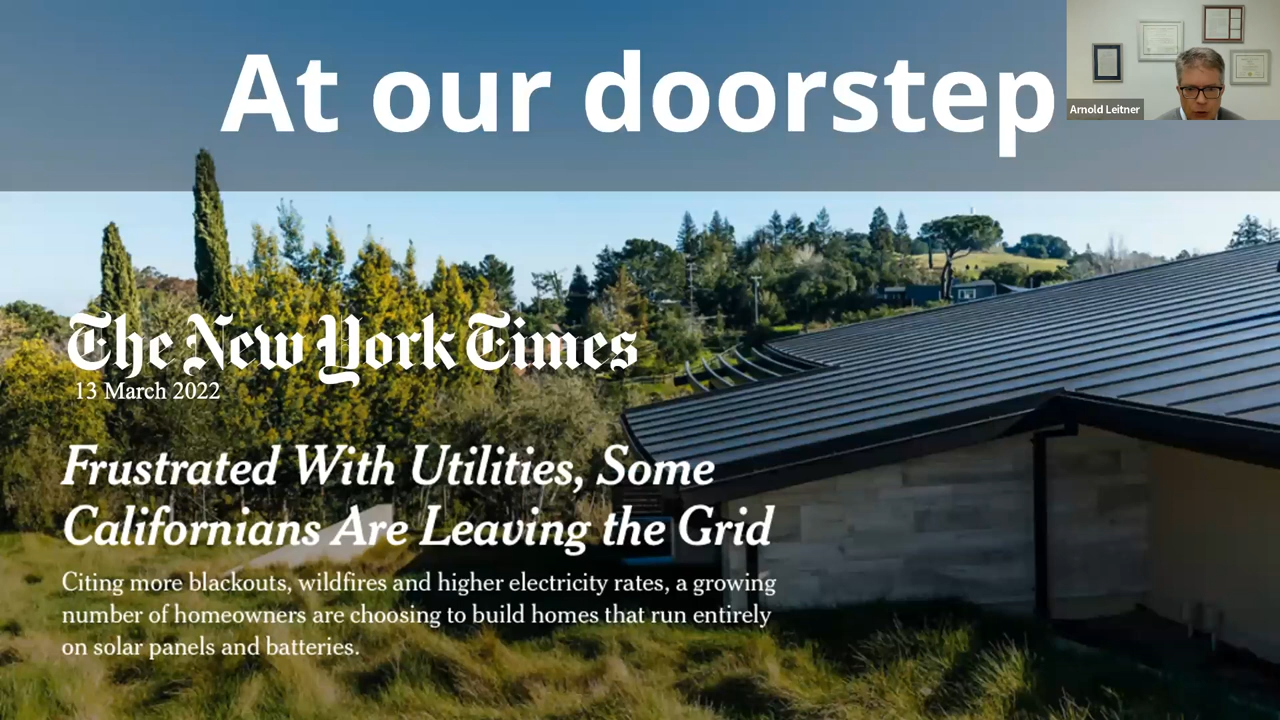 At our doorstep
Arnold Leitner
The New York Times
13 March 2022
Frustrated With Utilities, Some
Californians Are Leaving the Grid
Citing more blackouts, wildfires and higher electricity rates, a growing
number of homeowners are choosing to build homes that run entirely
on solar panels and batteries.